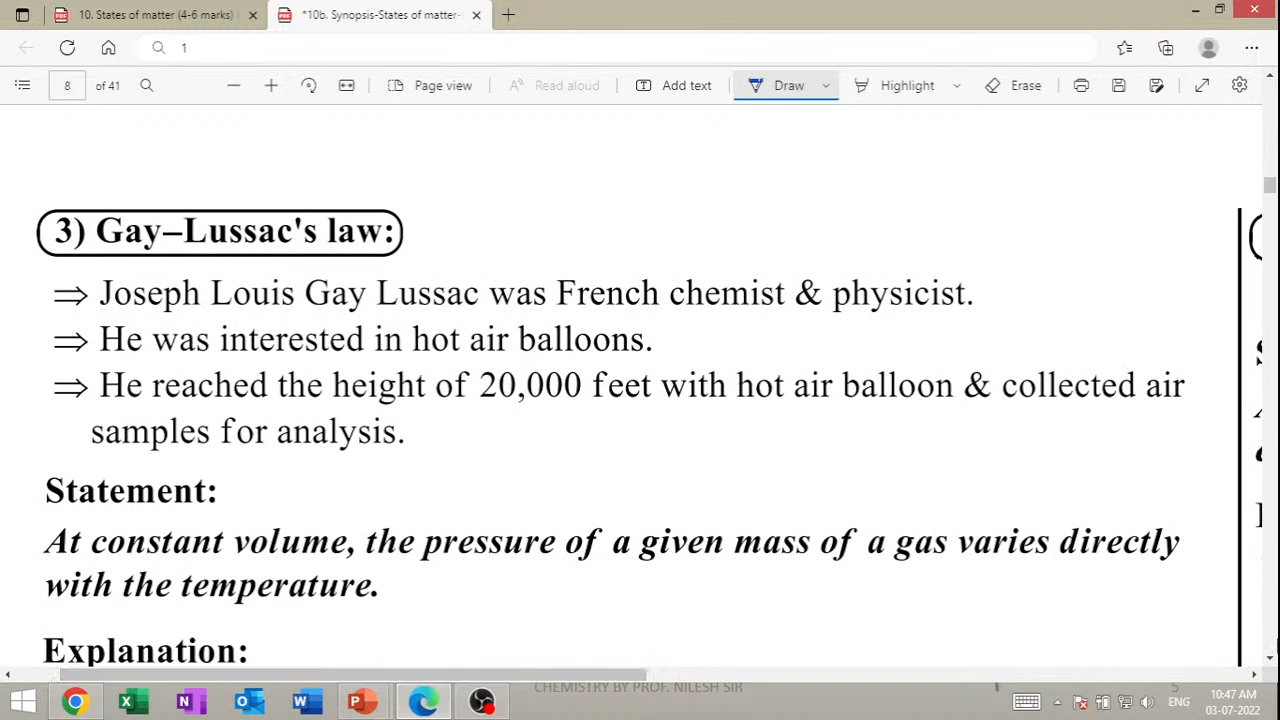 10. States of matter (4-6 marks)
*10b. Synopsis-States of matter-
1
8 of 41
Page view
Read aloud
Add text
Draw
Highlight
Erase
3) Gay–Lussac's law:
⇒ Joseph Louis Gay Lussac was French chemist & physicist.
⇒ He was interested in hot air balloons.
⇒ He reached the height of 20,000 feet with hot air balloon & collected air
samples for analysis.
Statement:
At constant volume, the pressure of a given mass of a gas varies directly
with the temperature.
Explanation:
CHEMISTRY BY PROF. NILESH SIR
5
ENG
10:47 AM
03-07-2022